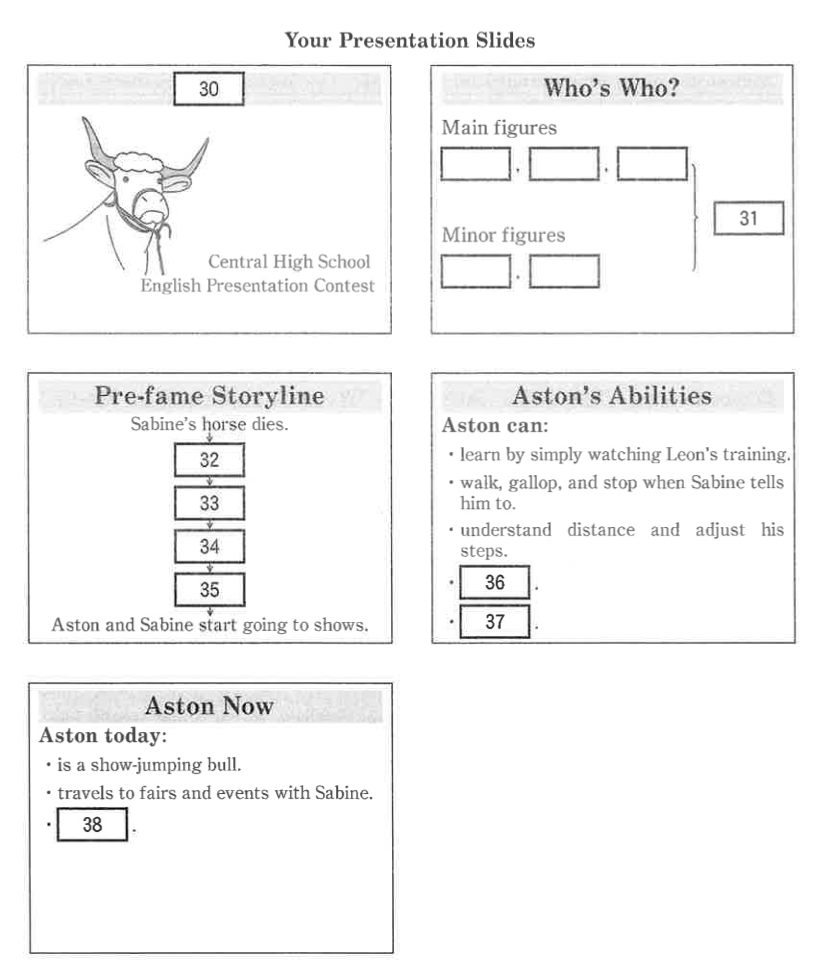 Your Presentation Slides
30
Central High School
English Presentation Contest
Who's Who?
Main figures
, ,
31
Minor figures
,
Pre-fame Storyline
Sabine's horse dies.
32
33
34
35
Aston and Sabine start going to shows.
Aston's Abilities
Aston can:
・learn by simply watching Leon's training.
・walk, gallop, and stop when Sabine tells
him to.
・understand distance and adjust his
steps.
・ 36 .
・ 37 .
Aston Now
Aston today:
・is a show-jumping bull.
・travels to fairs and events with Sabine.
・ 38 .